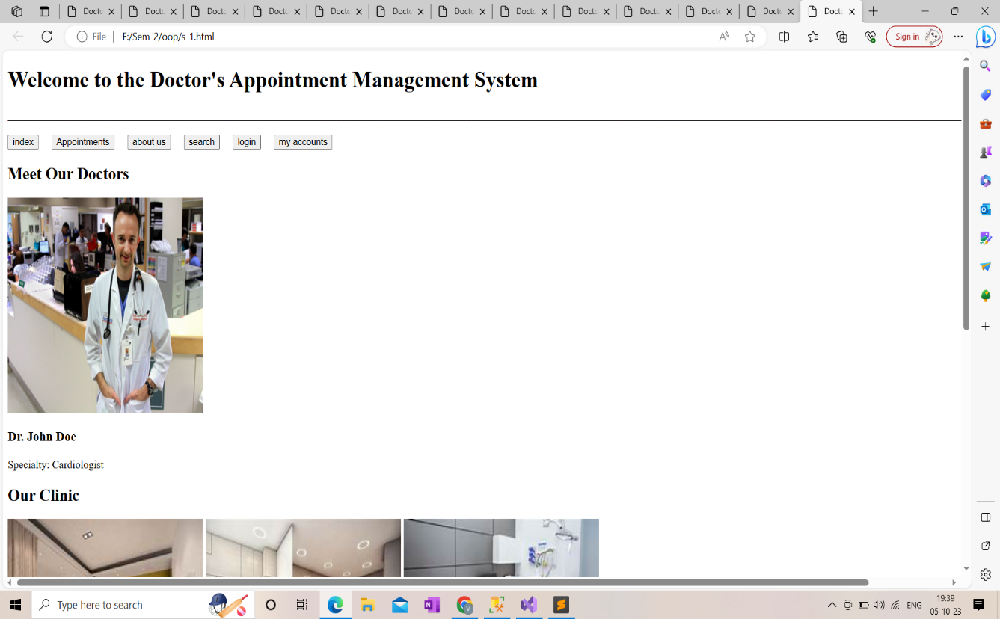 Docto Docto Docto Docto Docto Docto Docto Docto Docto Docto Docto Docto Docto
File F:/Sem-2/oop/s-1.html Sign in
Welcome to the Doctor's Appointment Management System
index Appointments about us search login my accounts
Meet Our Doctors
Dr. John Doe
Specialty: Cardiologist
Our Clinic
Type here to search
ENG
19:39
05-10-23